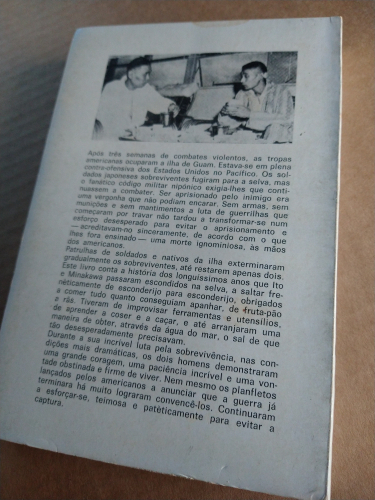 Após três semanas de combates violentos, as tropas
americanas ocuparam a ilha de Guam. Estava-se em plena
contra-ofensiva dos Estados Unidos no Pacífico. Os sol-
dados japoneses sobreviventes fugiram para a selva, mas
o fanático código militar nipónico exigia-lhes que conti-
nuassem a combater. Ser aprisionado pelo inimigo era
uma vergonha que não podiam encarar. Sem armas, sem
munições e sem mantimentos a luta de guerrilhas que
começaram por travar não tardou a transformar-se num
esforço desesperado para evitar o aprisionamento e
— acreditavam-no sinceramente, de acordo com o que
lhes fora ensinado — uma morte ignominiosa, às mãos
dos americanos.
Patrulhas de soldados e nativos da ilha exterminaram
gradualmente os sobreviventes, até restarem apenas dois.
Este livro conta a história dos longuíssimos anos que Ito
e Minakawa passaram escondidos na selva, a saltar fre-
nèticamente de esconderijo para esconderijo, obrigados
a comer tudo quanto conseguiam apanhar, de fruta-pão
a rãs. Tiveram de improvisar ferramentas e utensílios,
de aprender a coser e a caçar, e até arranjaram uma
maneira de obter, através da água do mar, o sal de que
tão desesperadamente precisavam.
Durante a sua incrível luta pela sobrevivência, nas con-
dições mais dramáticas, os dois homens demonstraram
uma grande coragem, uma paciência incrível e uma von-
tade obstinada e firme de viver. Nem mesmo os planfletos
lançados pelos americanos a anunciar que a guerra já
terminara há muito lograram convencê-los. Continuaram
a esforçar-se, teimosa e patèticamente para evitar a
captura.